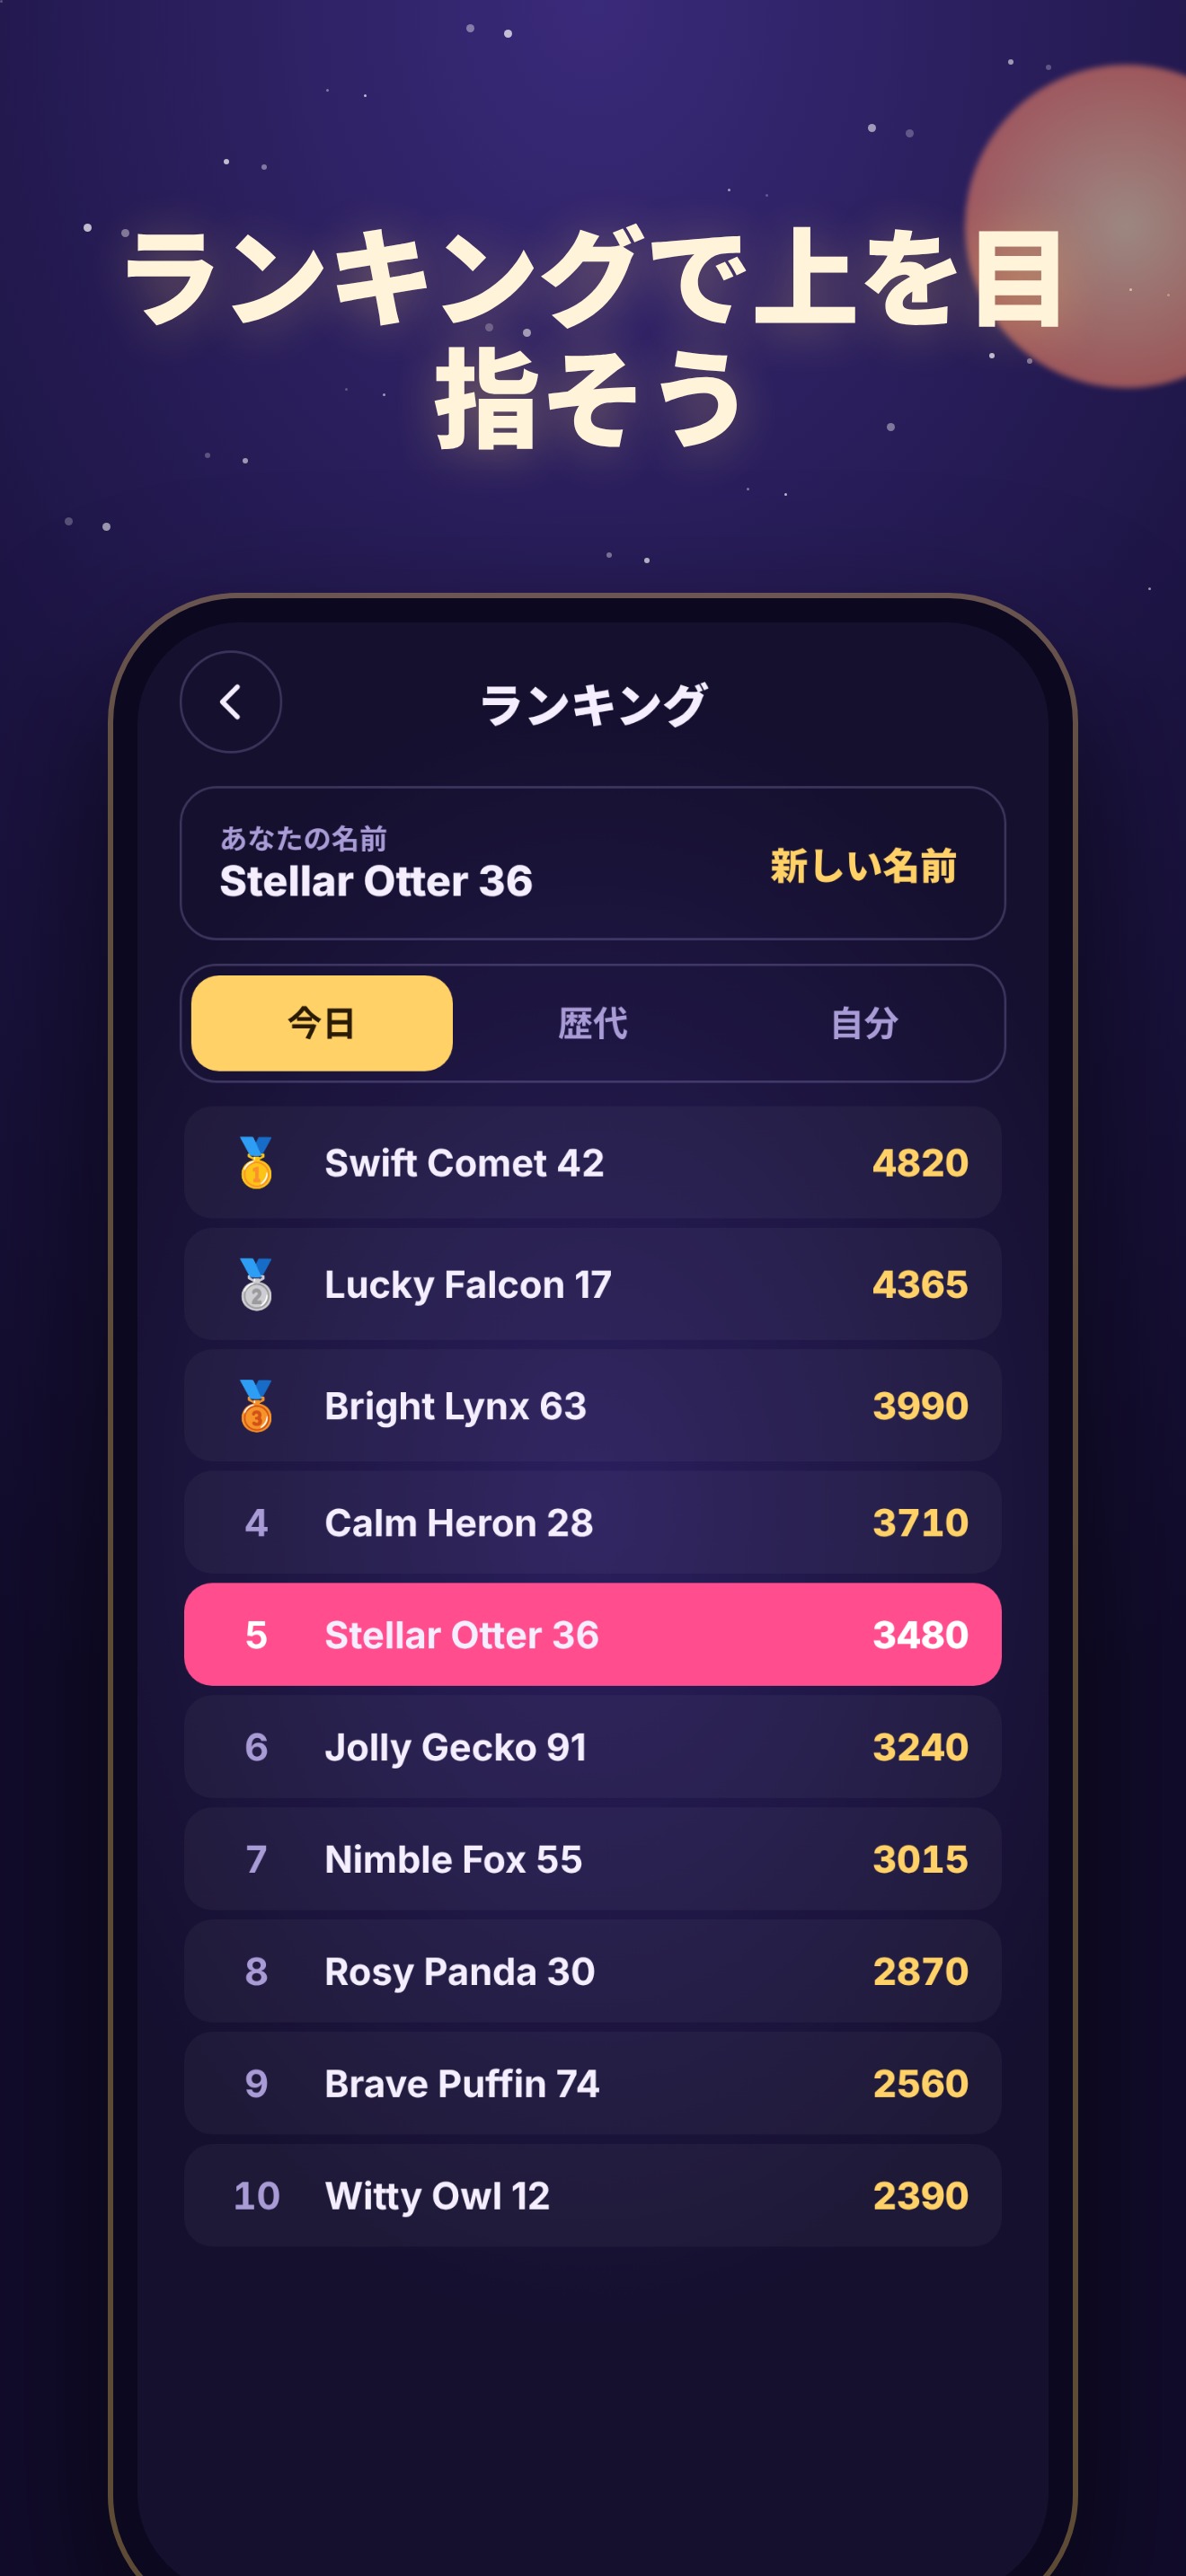 ランキングで上を目
指そう
ランキング
あなたの名前
Stellar Otter 36
新しい名前
今日 歴代 自分
1 Swift Comet 42 4820
2 Lucky Falcon 17 4365
3 Bright Lynx 63 3990
4 Calm Heron 28 3710
5 Stellar Otter 36 3480
6 Jolly Gecko 91 3240
7 Nimble Fox 55 3015
8 Rosy Panda 30 2870
9 Brave Puffin 74 2560
10 Witty Owl 12 2390